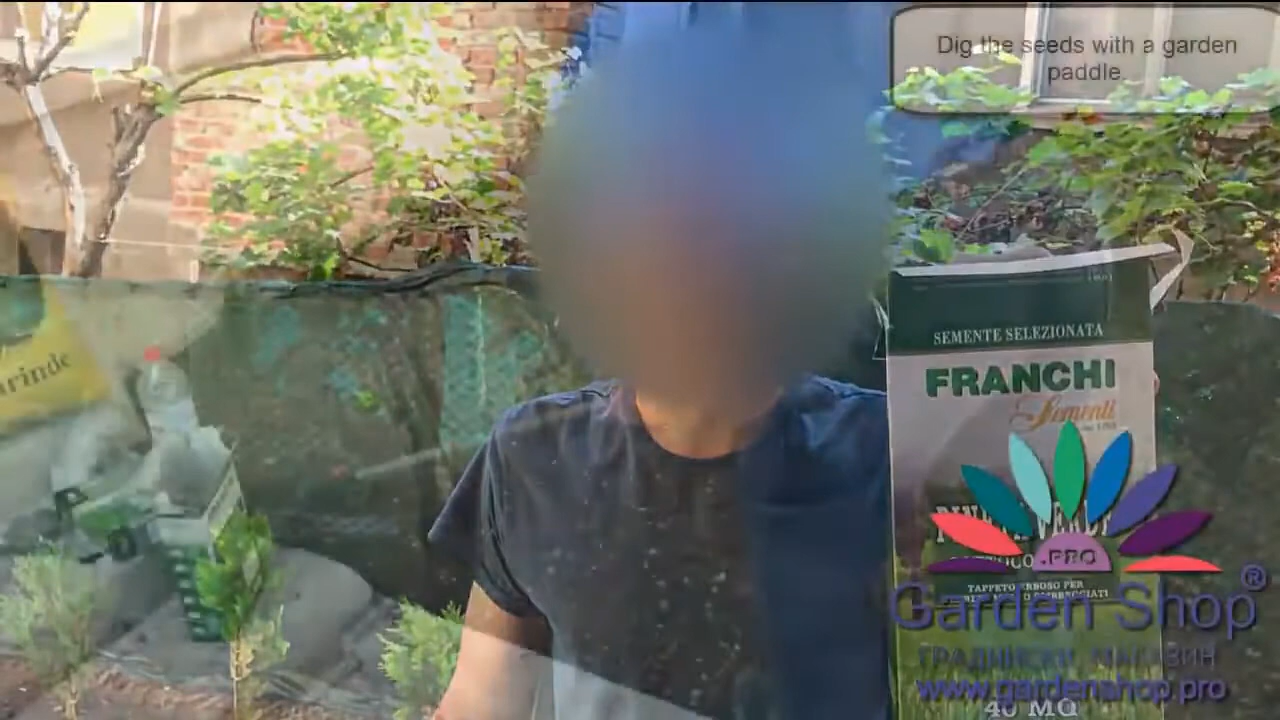 Dig the seeds with a garden
paddle.
SEMENTE SELEZIONATA
FRANCHI
Sementi
.PRO
TAPPETO ERBOSO PER
Garden Shop®
ГРАДИНСКИ МАГАЗИН
www.gardenshop.pro
40 MQ